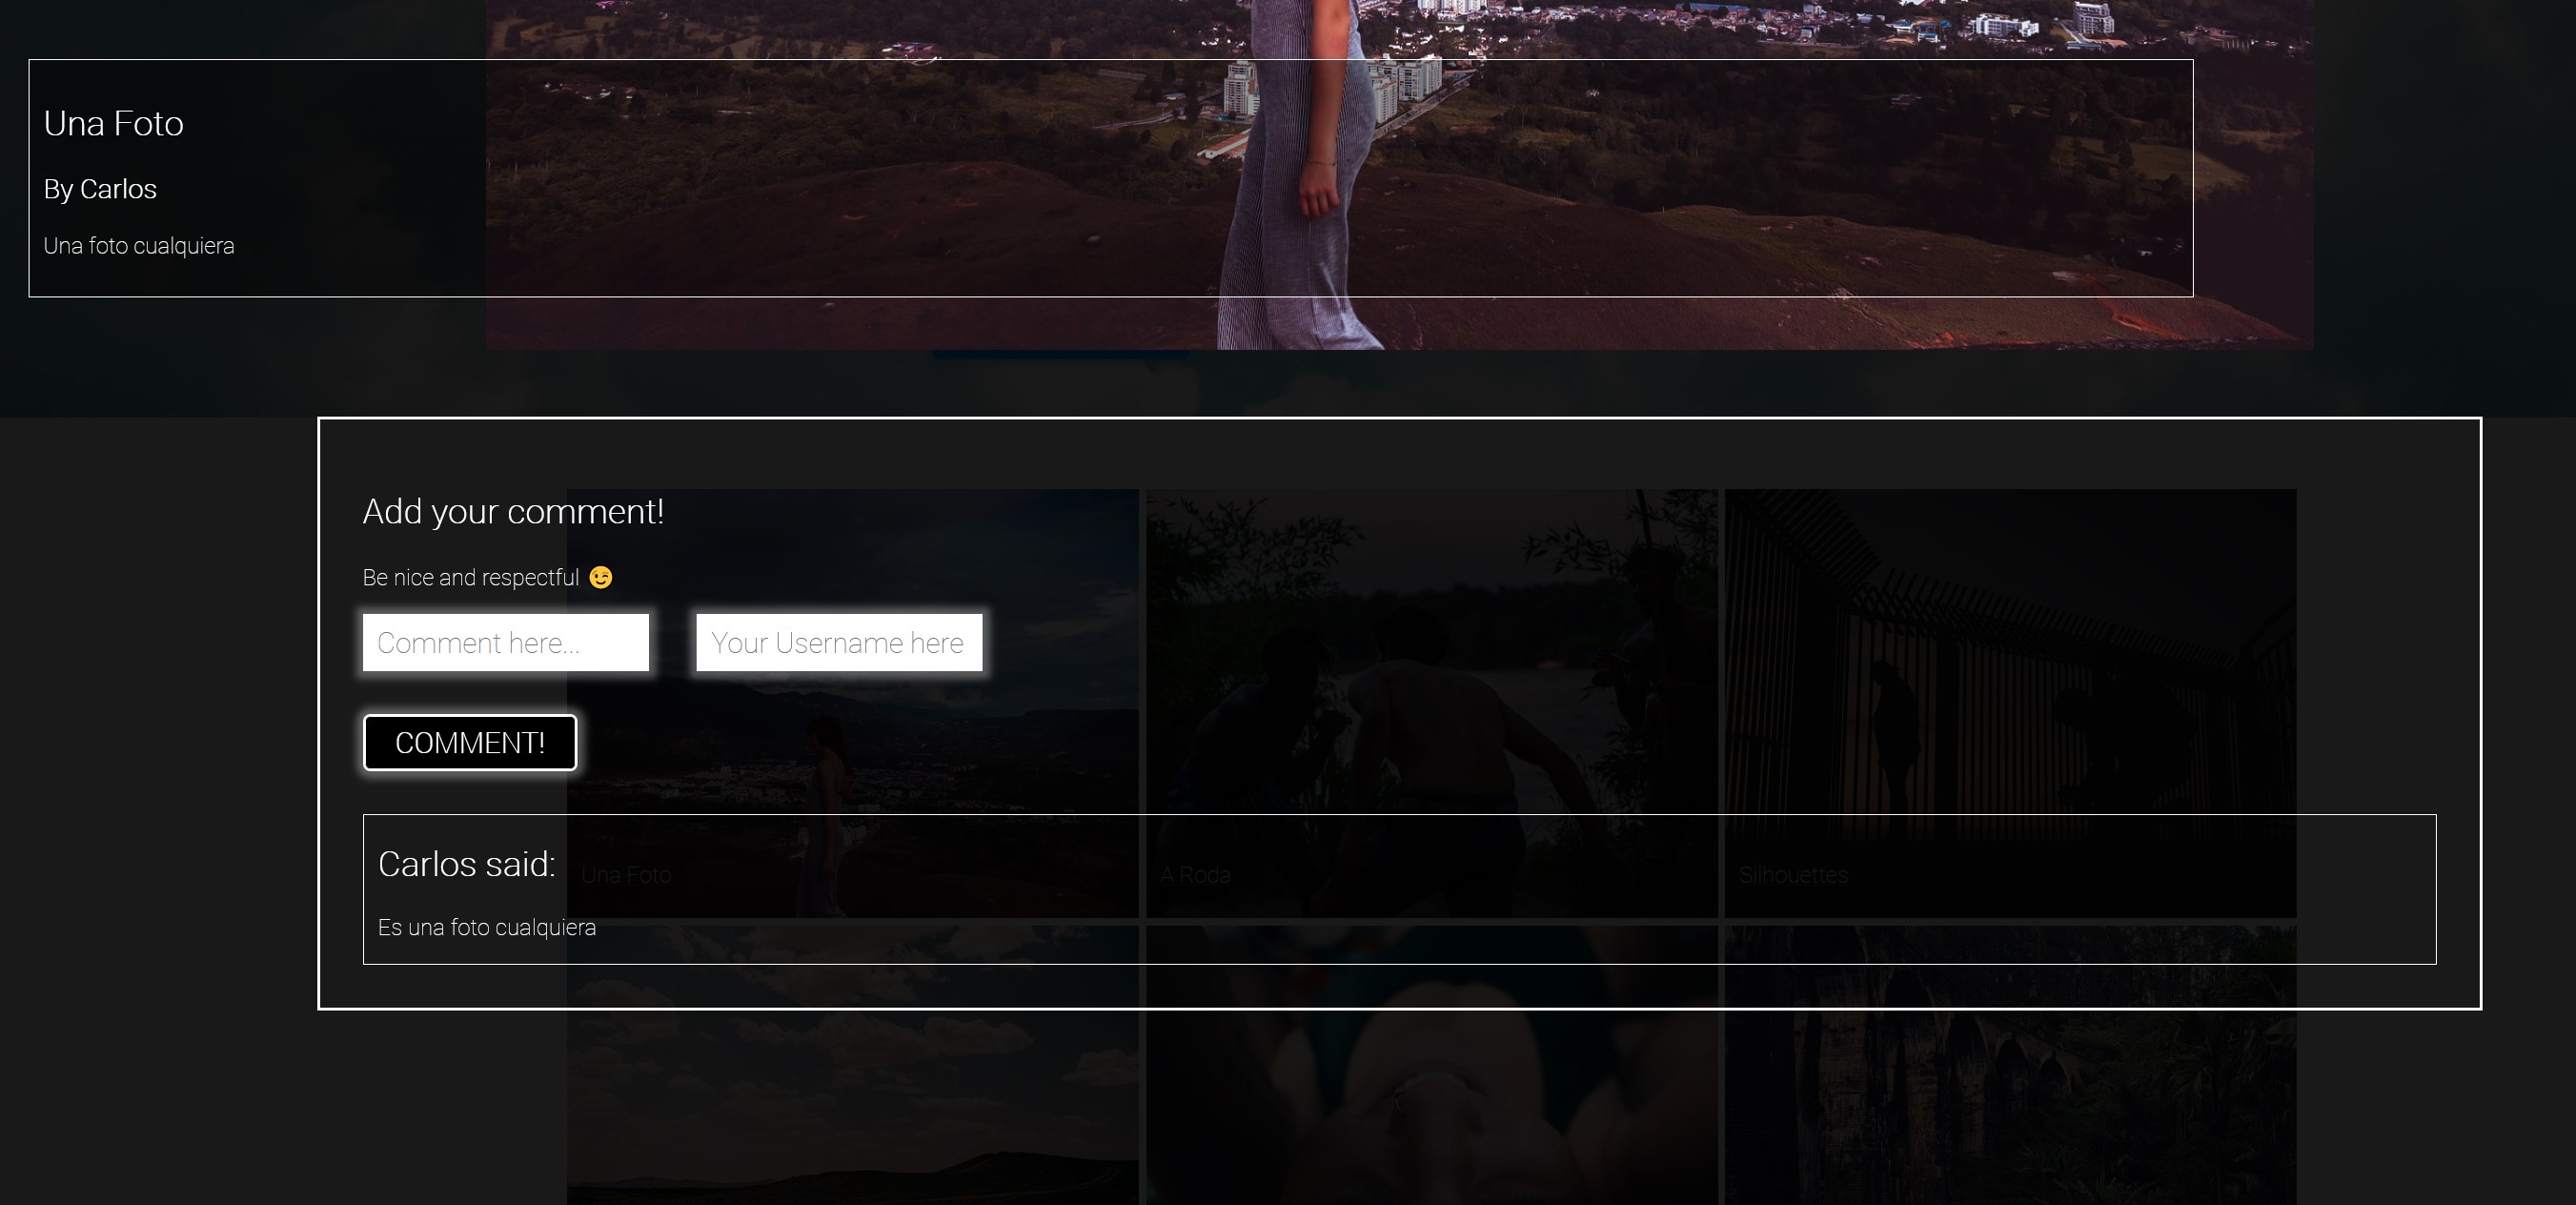 Una Foto
By Carlos
Una foto cualquiera
Add your comment!
Be nice and respectful 😉
Comment here...
Your Username here
COMMENT!
Carlos said:
Es una foto cualquiera
Una Foto
A Roda
Silhouettes